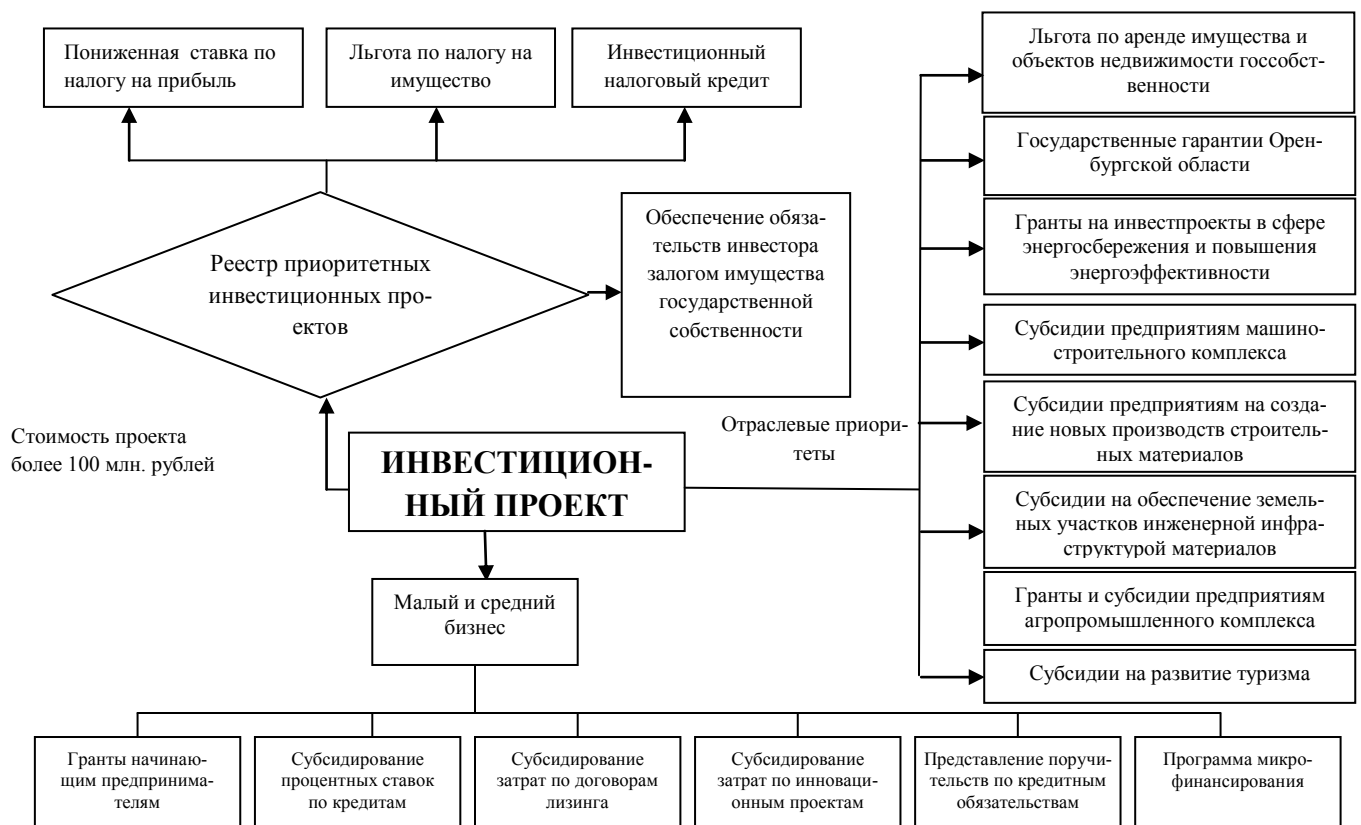 Пониженная ставка по
налогу на прибыль
Льгота по налогу на
имущество
Инвестиционный
налоговый кредит
Льгота по аренде имущества и
объектов недвижимости госсобст-
венности
Государственные гарантии Орен-
бургской области
Гранты на инвестпроекты в сфере
энергосбережения и повышения
энергоэффективности
Обеспечение обяза-
тельств инвестора
залогом имущества
государственной
собственности
Реестр приоритетных
инвестиционных про-
ектов
Субсидии предприятиям машино-
строительного комплекса
Субсидии предприятиям на созда-
ние новых производств строитель-
ных материалов
Отраслевые приори-
теты
Стоимость проекта
более 100 млн. рублей
ИНВЕСТИЦИОН-
НЫЙ ПРОЕКТ
Субсидии на обеспечение земель-
ных участков инженерной инфра-
структурой материалов
Гранты и субсидии предприятиям
агропромышленного комплекса
Субсидии на развитие туризма
Малый и средний
бизнес
Гранты начинаю-
щим предпринима-
телям
Субсидирование
процентных ставок
по кредитам
Субсидирование
затрат по договорам
лизинга
Субсидирование
затрат по инноваци-
онным проектам
Представление поручи-
тельств по кредитным
обязательствам
Программа микро-
финансирования